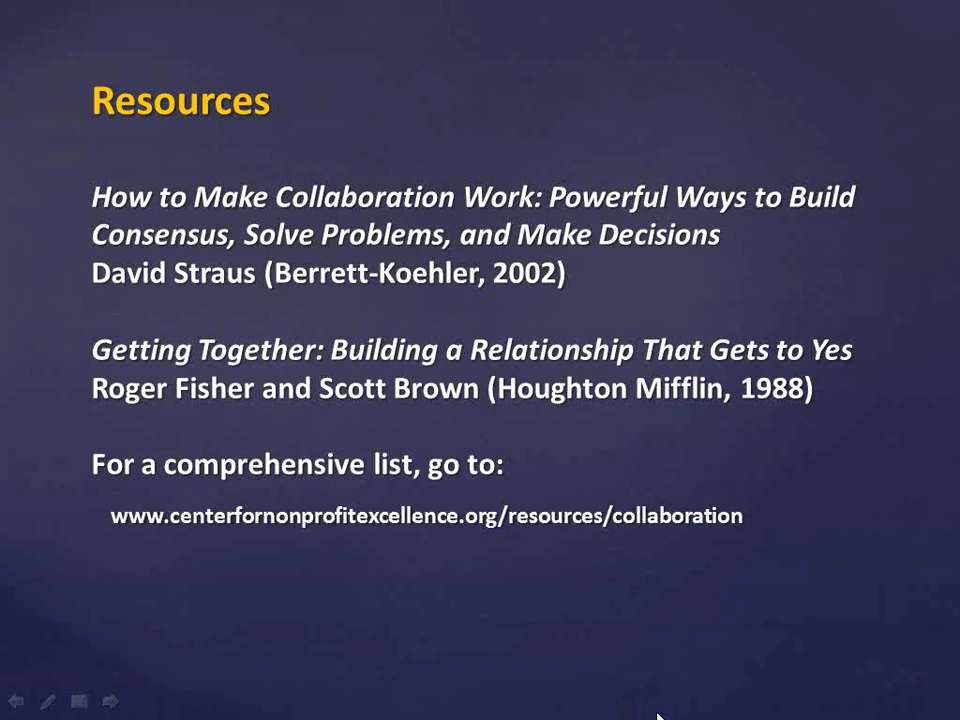 Resources
How to Make Collaboration Work: Powerful Ways to Build
Consensus, Solve Problems, and Make Decisions
David Straus (Berrett-Koehler, 2002)
Getting Together: Building a Relationship That Gets to Yes
Roger Fisher and Scott Brown (Houghton Mifflin, 1988)
For a comprehensive list, go to:
www.centerfornonprofitexcellence.org/resources/collaboration